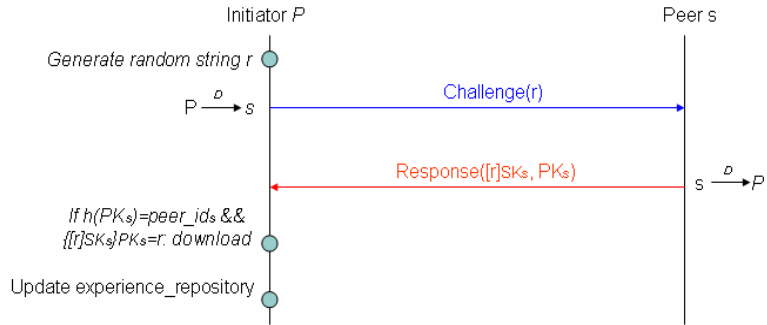 Initiator P
Peer s
Generate random string r
P D s
Challenge(r)
Response([r]SKs, PKs)
s D P
If h(PKs)=peer_ids &&
{[r]SKs}PKs=r: download
Update experience_repository